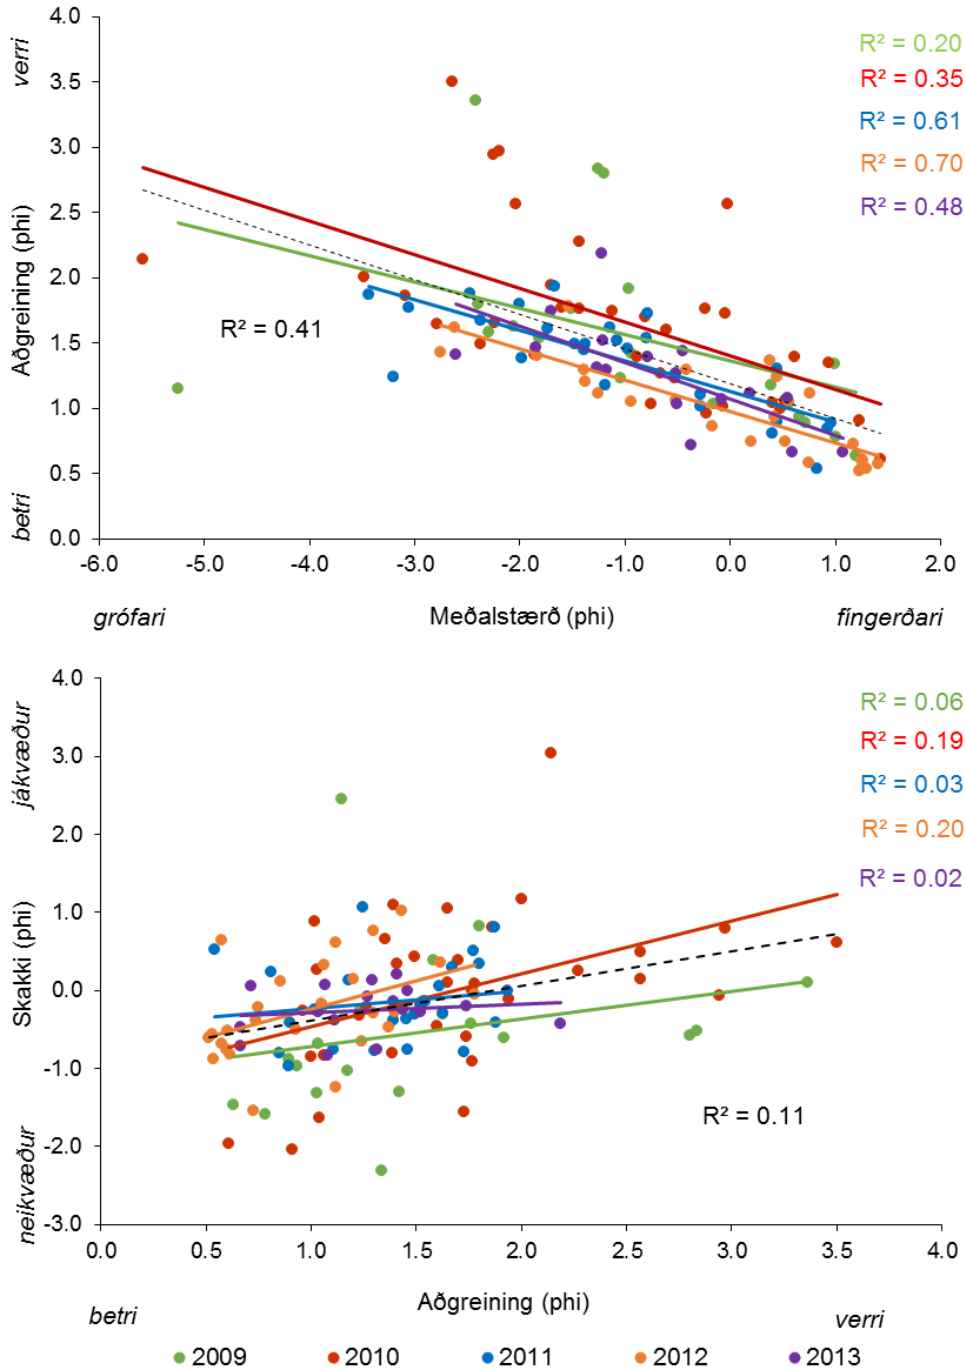 4.0
3.5
3.0
2.5
2.0
1.5
1.0
0.5
0.0
verri
Aðgreining (phi)
betri
R² = 0.20
R² = 0.35
R² = 0.61
R² = 0.70
R² = 0.48
R² = 0.41
-6.0 -5.0 -4.0 -3.0 -2.0 -1.0 0.0 1.0 2.0
grófari Meðalstærð (phi) fíngerðari
4.0
3.0
2.0
1.0
0.0
-1.0
-2.0
-3.0
jákvæður
Skakki (phi)
neikvæður
R² = 0.06
R² = 0.19
R² = 0.03
R² = 0.20
R² = 0.02
R² = 0.11
0.0 0.5 1.0 1.5 2.0 2.5 3.0 3.5 4.0
betri Aðgreining (phi) verri
2009 2010 2011 2012 2013